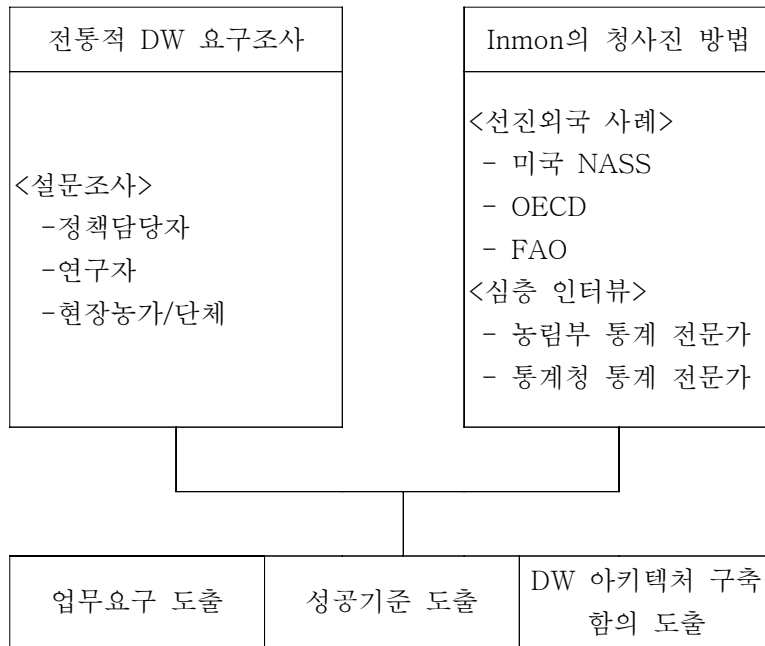 전통적 DW 요구조사
<설문조사>
-정책담당자
-연구자
-현장농가/단체
Inmon의 청사진 방법
<선진외국 사례>
- 미국 NASS
- OECD
- FAO
<심층 인터뷰>
- 농림부 통계 전문가
- 통계청 통계 전문가
업무요구 도출
성공기준 도출
DW 아키텍처 구축
함의 도출